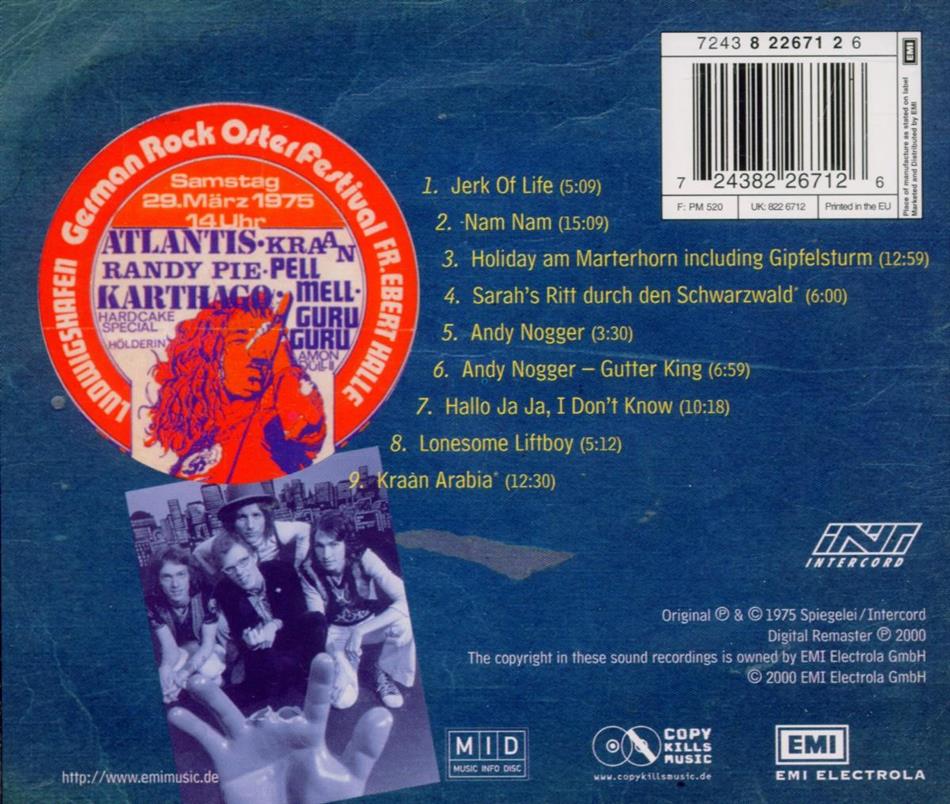 7243 8 22671 2 6
EMI
7 24382 26712 6
F: PM 520
UK: 822 6712
Printed in the EU
Place of manufacture as stated on label
Marketed and Distributed by EMI
LUDWIGSHAFEN German Rock OsterFestival FR. EBERT HALLE
Samstag
29. März 1975
14 Uhr
ATLANTIS • KRAAN
RANDY PIE • PELL
KARTHAGO • MELL •
HARDCAKE
SPECIAL
GURU
GURU
HÖLDERIN
AMON
DÜÜL-II
1. Jerk Of Life (5:09)
2. Nam Nam (15:09)
3. Holiday am Marterhorn including Gipfelsturm (12:59)
4. Sarah's Ritt durch den Schwarzwald* (6:00)
5. Andy Nogger (3:30)
6. Andy Nogger – Gutter King (6:59)
7. Hallo Ja Ja, I Don't Know (10:18)
8. Lonesome Liftboy (5:12)
9. Kraan Arabia* (12:30)
INT
INTERCORD
Original ℗ & © 1975 Spiegelei / Intercord
Digital Remaster ℗ 2000
The copyright in these sound recordings is owned by EMI Electrola GmbH
© 2000 EMI Electrola GmbH
http://www.emimusic.de
MID
MUSIC INFO DISC
COPY
KILLS
MUSIC
www.copykillsmusic.de
EMI
EMI ELECTROLA